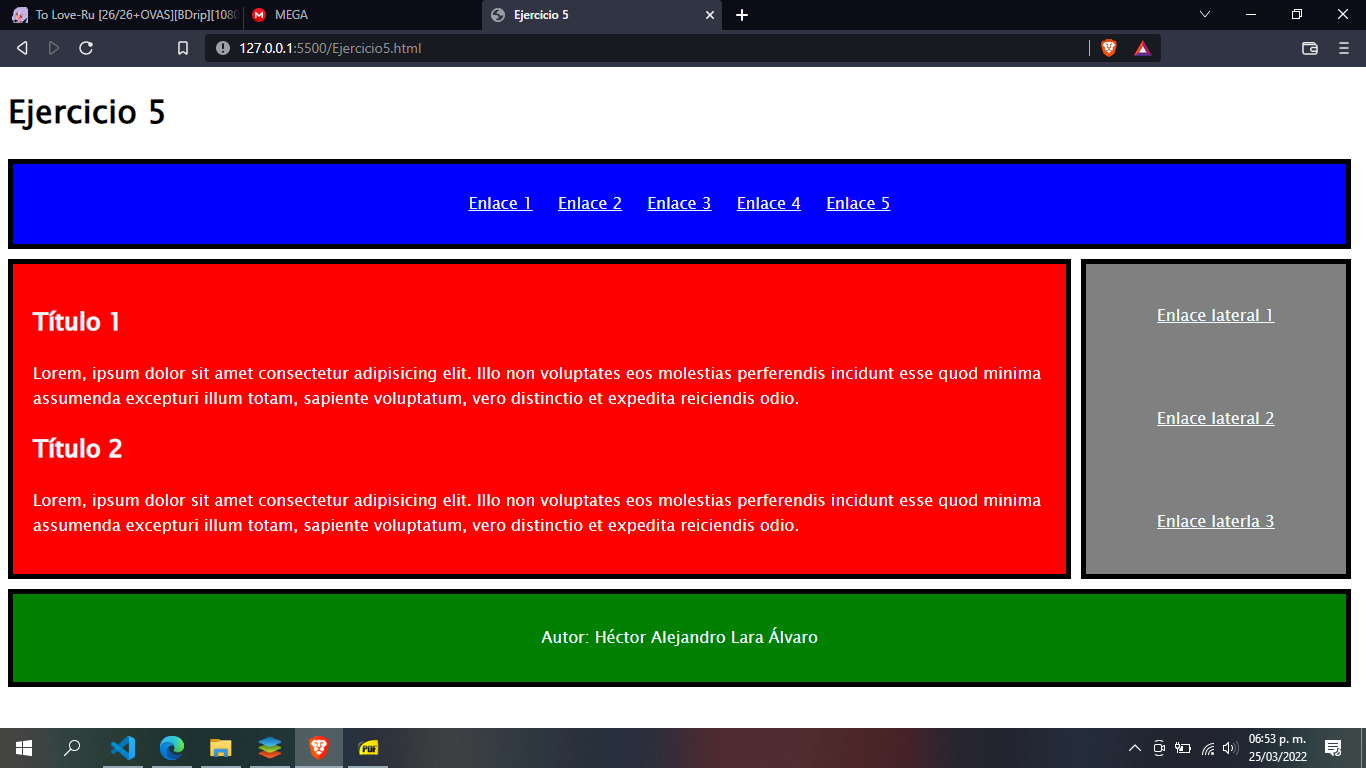 To Love-Ru [26/26+OVAS][BDrip][1080
MEGA
Ejercicio 5
127.0.0.1:5500/Ejercicio5.html
Ejercicio 5
Enlace 1 Enlace 2 Enlace 3 Enlace 4 Enlace 5
Título 1
Lorem, ipsum dolor sit amet consectetur adipisicing elit. Illo non voluptates eos molestias perferendis incidunt esse quod minima
assumenda excepturi illum totam, sapiente voluptatum, vero distinctio et expedita reiciendis odio.
Título 2
Lorem, ipsum dolor sit amet consectetur adipisicing elit. Illo non voluptates eos molestias perferendis incidunt esse quod minima
assumenda excepturi illum totam, sapiente voluptatum, vero distinctio et expedita reiciendis odio.
Enlace lateral 1
Enlace lateral 2
Enlace laterla 3
Autor: Héctor Alejandro Lara Álvaro
PDF
06:53 p. m.
25/03/2022